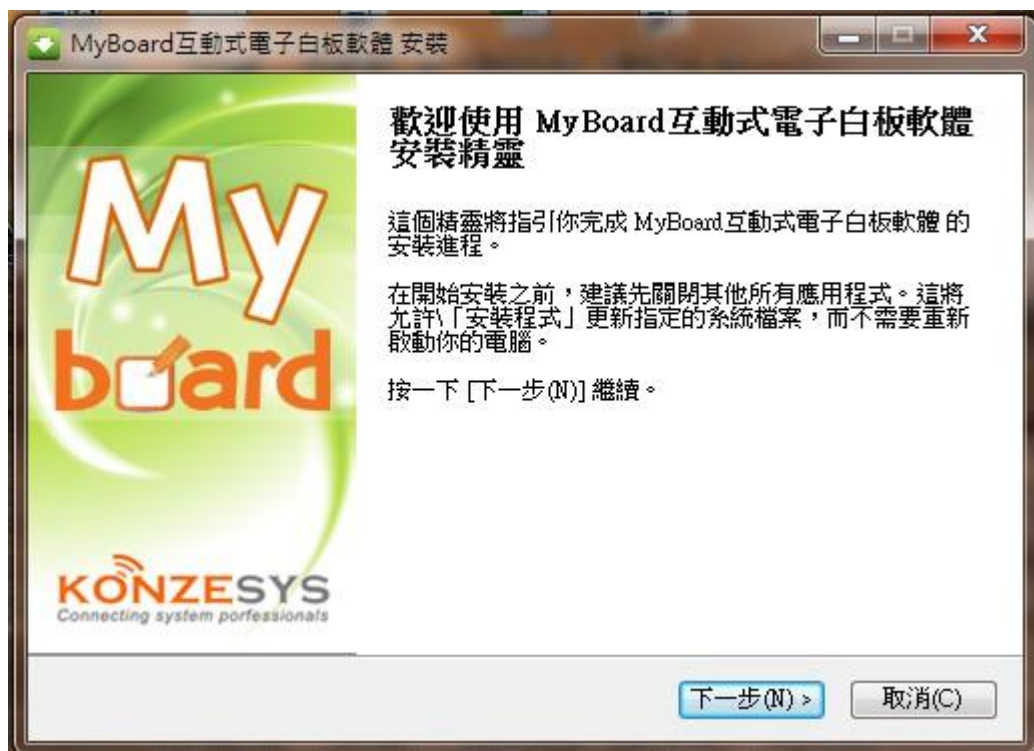 MyBoard互動式電子白板軟體 安裝
My
board
KONZESYS
Connecting system porfessionals
歡迎使用 MyBoard互動式電子白板軟體
安裝精靈
這個精靈將指引你完成 MyBoard互動式電子白板軟體 的
安裝進程。
在開始安裝之前，建議先關閉其他所有應用程式。這將
允許\「安裝程式」更新指定的系統檔案，而不需要重新
啟動你的電腦。
按一下 [下一步(N)] 繼續。
下一步(N) >
取消(C)